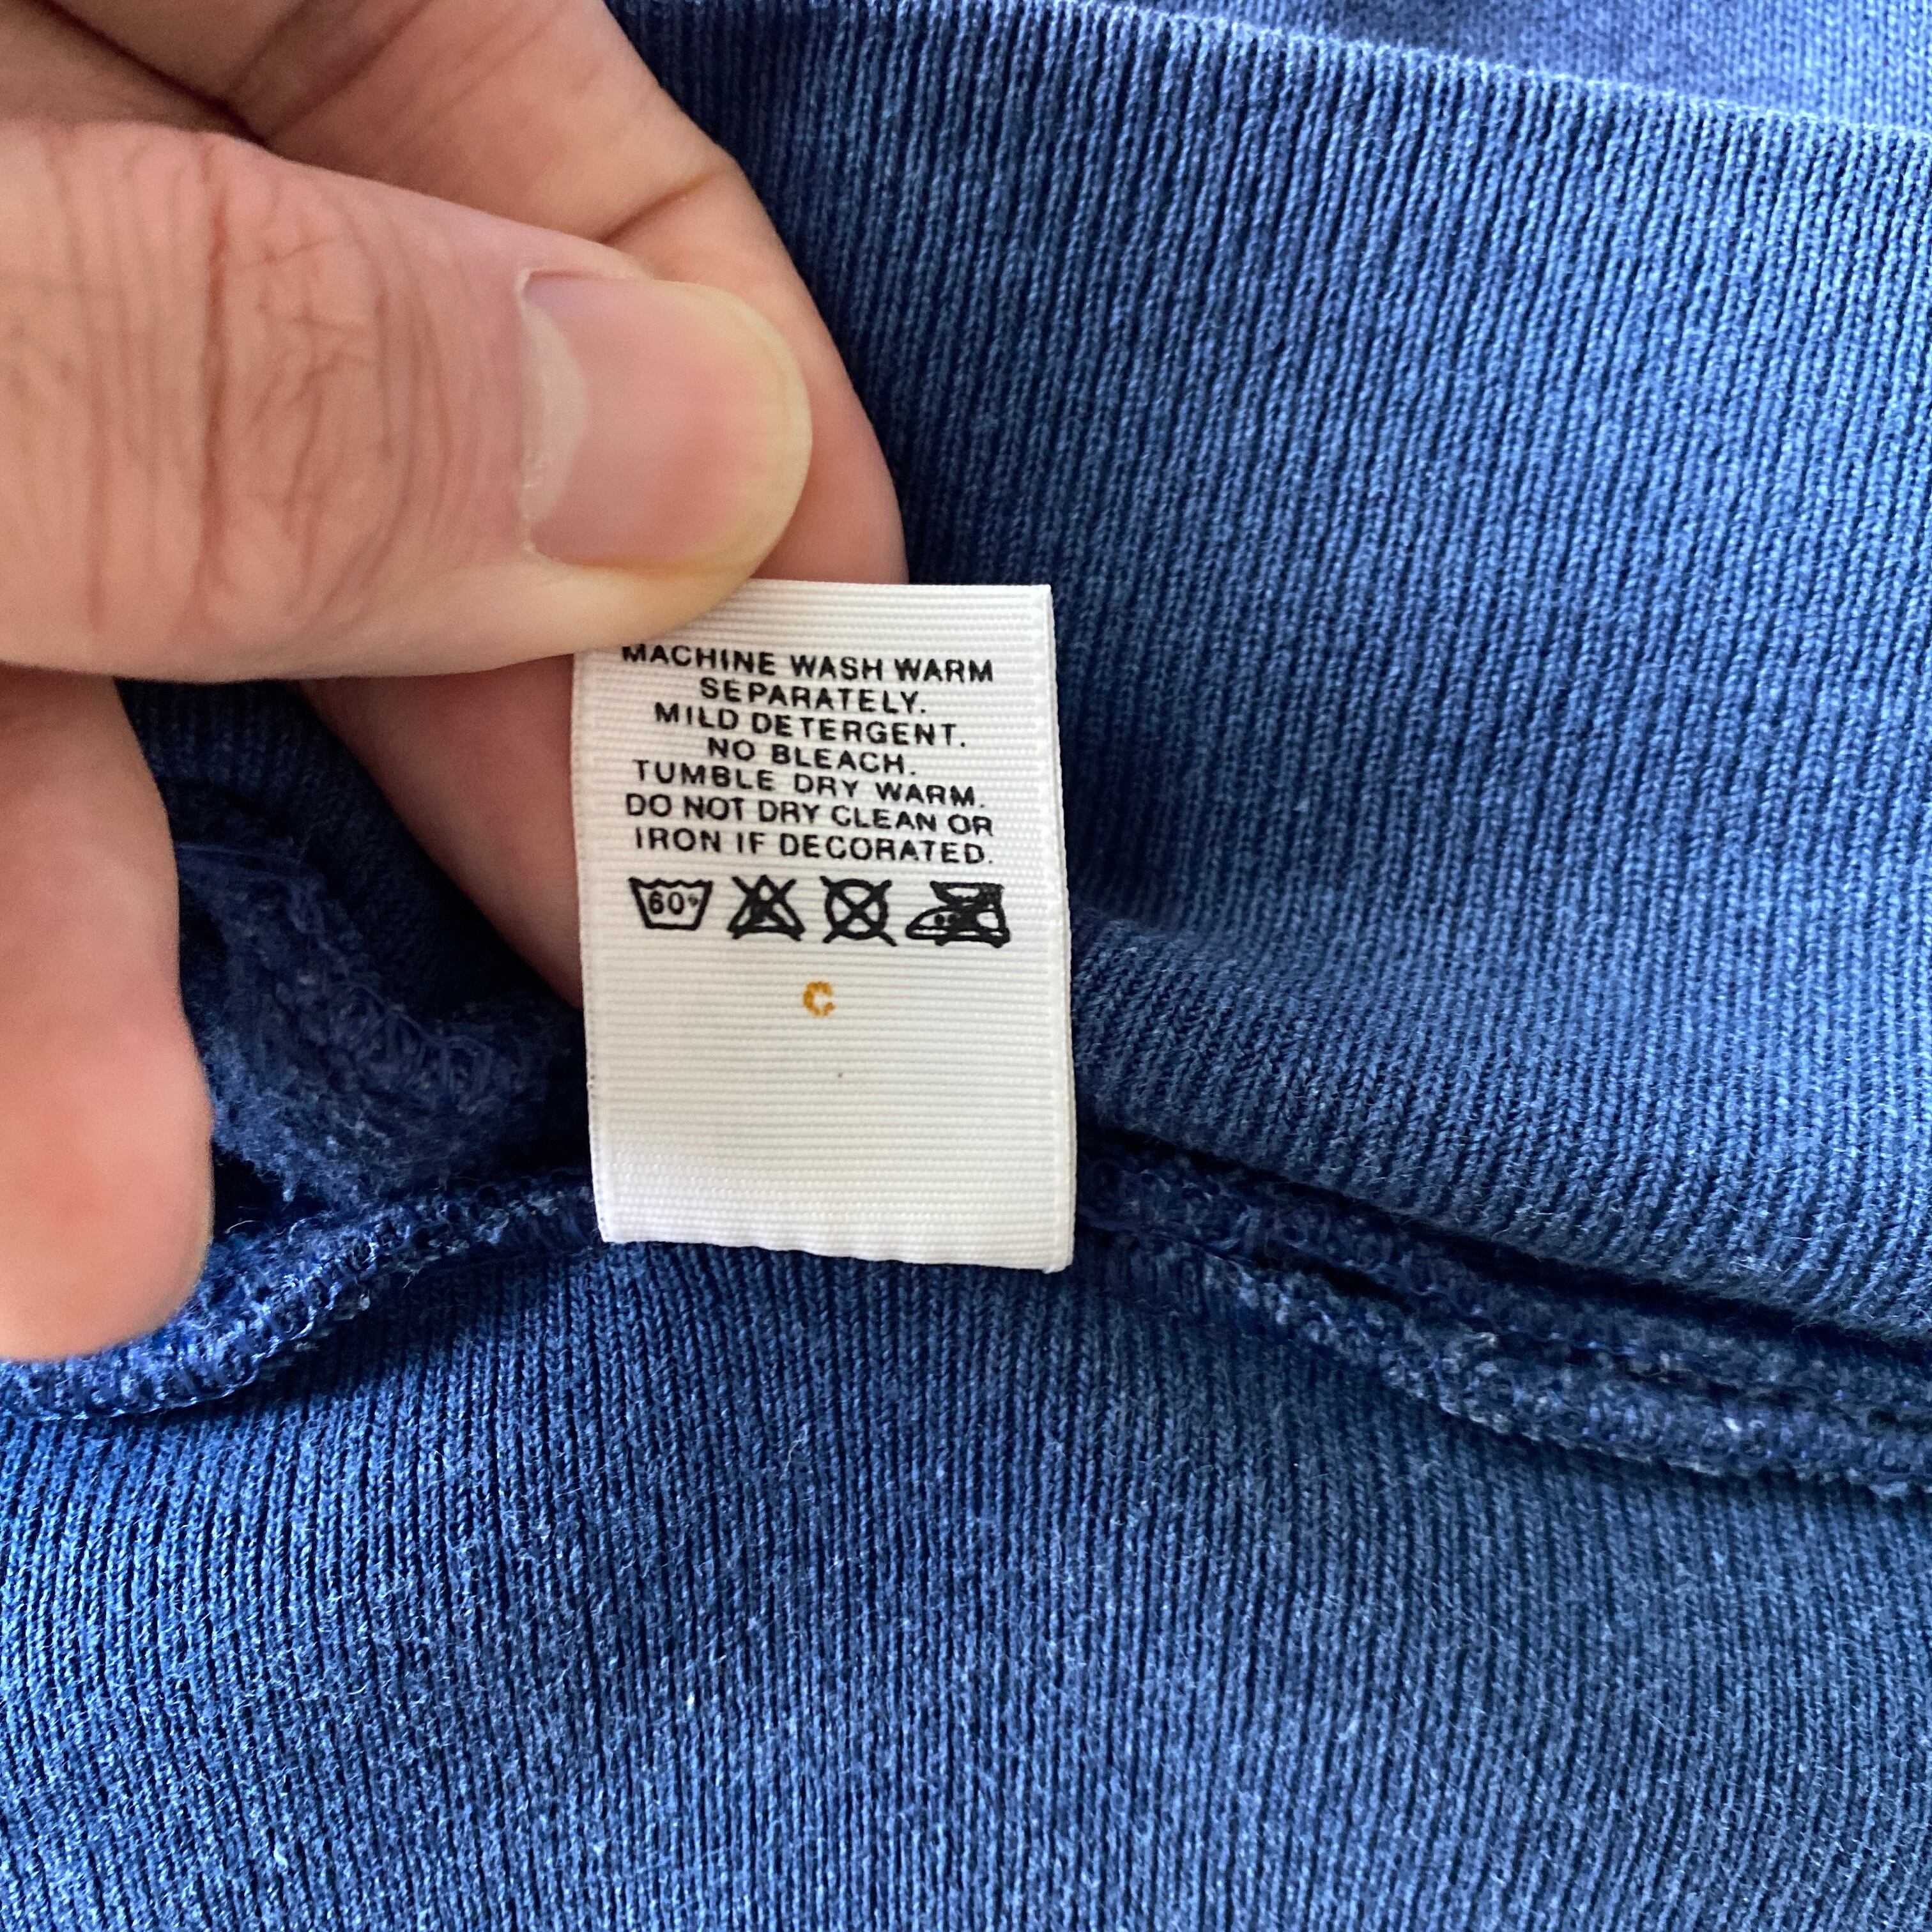 MACHINE WASH WARM
SEPARATELY.
MILD DETERGENT.
NO BLEACH.
TUMBLE DRY WARM.
DO NOT DRY CLEAN OR
IRON IF DECORATED.
60°
C